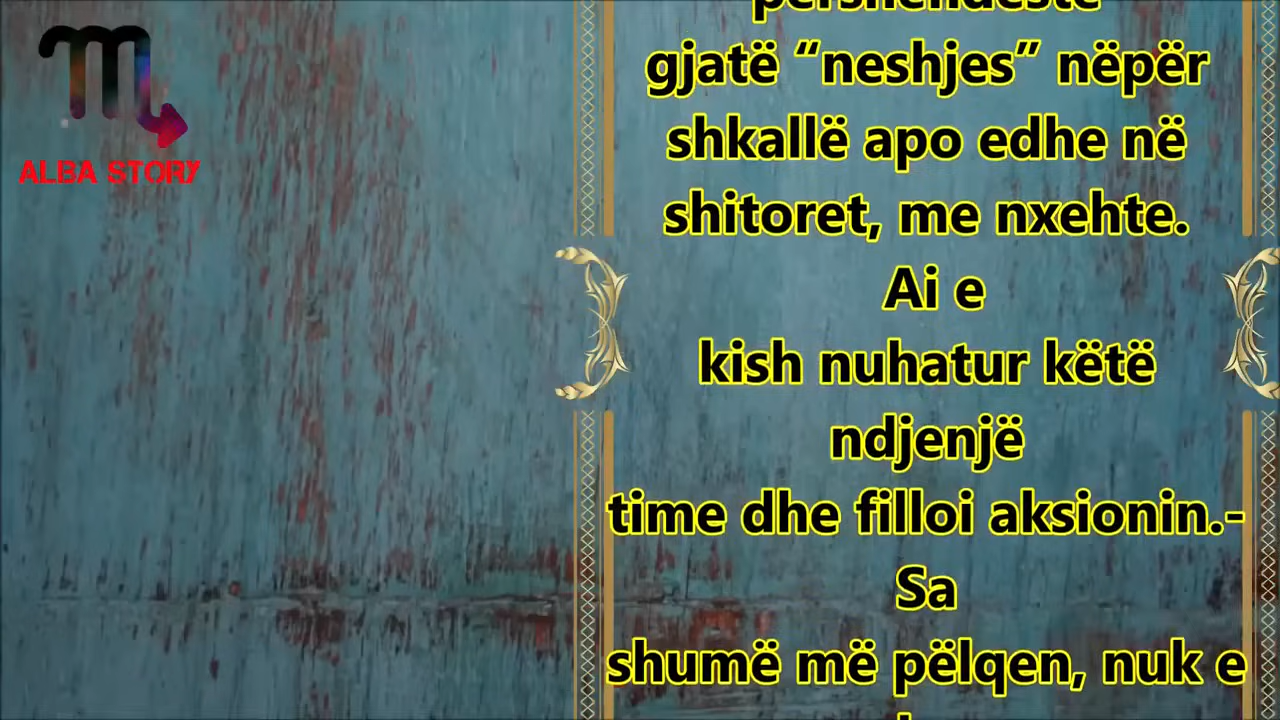 ALBA STORY
përshëndeste
gjatë “neshjes” nëpër
shkallë apo edhe në
shitoret, me nxehte.
Ai e
kish nuhatur këtë
ndjenjë
time dhe filloi aksionin.-
Sa
shumë më pëlqen, nuk e